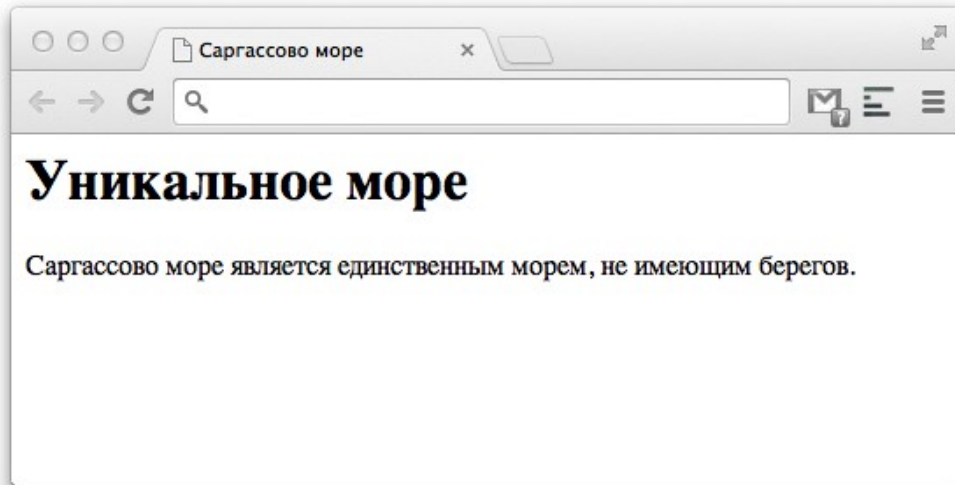 Саргассово море
Уникальное море
Саргассово море является единственным морем, не имеющим берегов.